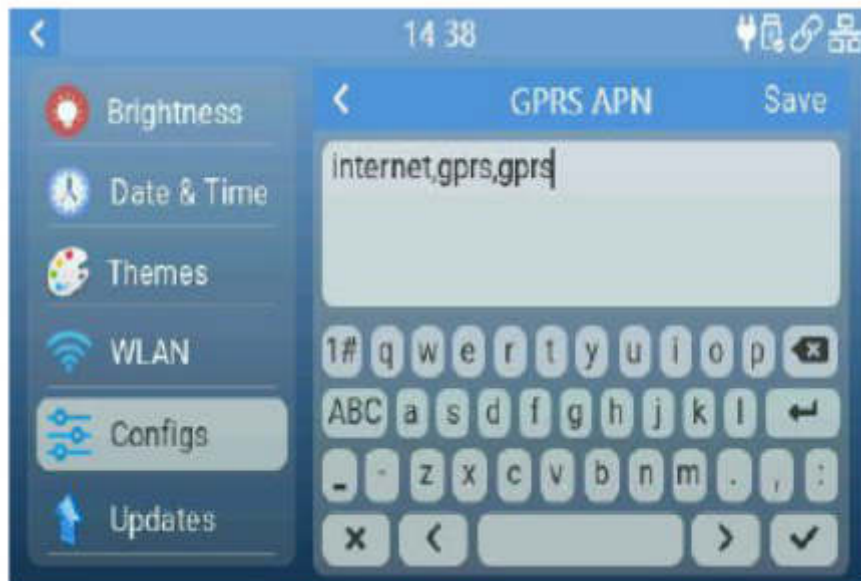 14 38
GPRS APN
Save
internet,gprs,gprs
Brightness
Date & Time
Themes
WLAN
Configs
Updates
1# q w e r t y u i o p
ABC a s d f g h j k l
_ - z x c v b n m . , :